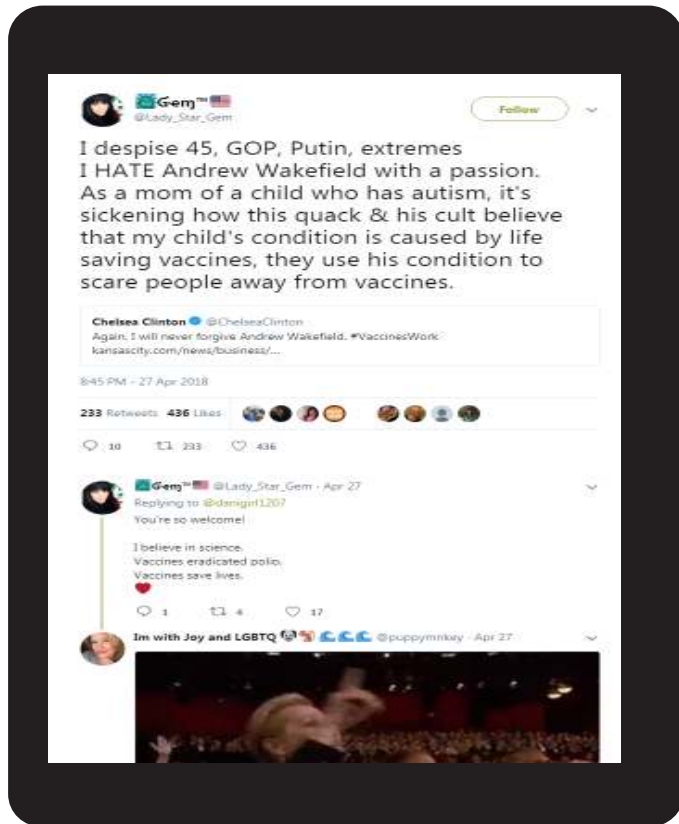 Gem™
@Lady_Star_Gem
Follow
I despise 45, GOP, Putin, extremes
I HATE Andrew Wakefield with a passion.
As a mom of a child who has autism, it's
sickening how this quack & his cult believe
that my child's condition is caused by life
saving vaccines, they use his condition to
scare people away from vaccines.
Chelsea Clinton @ChelseaClinton
Again. I will never forgive Andrew Wakefield. #VaccinesWork
kansascity.com/news/business/...
8:45 PM - 27 Apr 2018
233 Retweets 436 Likes
10 233 436
Gem™ @Lady_Star_Gem · Apr 27
Replying to @danigirl1207
You're so welcome!
I believe in science.
Vaccines eradicated polio.
Vaccines save lives.
1 4 17
Im with Joy and LGBTQ @puppymnkey · Apr 27